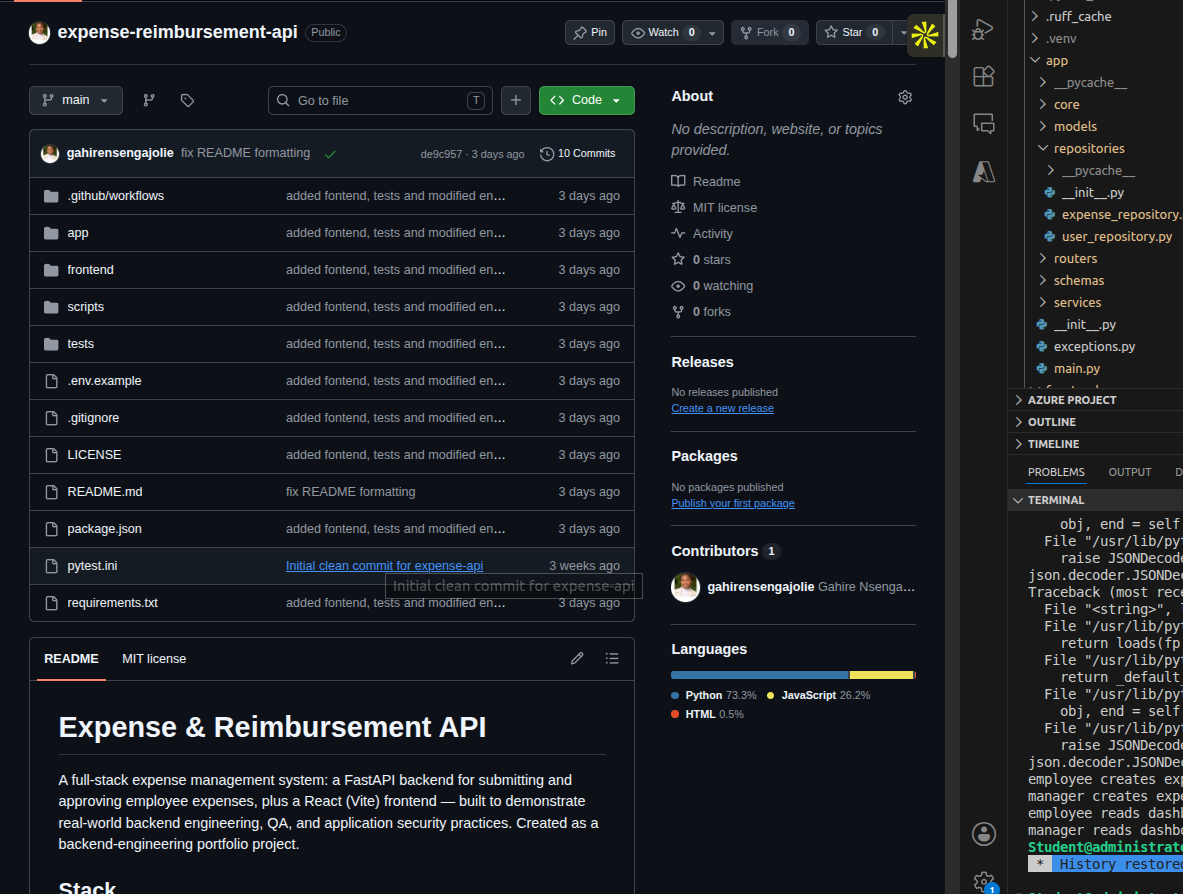 expense-reimbursement-api Public
Pin
Watch 0
Fork 0
Star 0
main
Go to file T
Code
gahirensengajolie fix README formatting
de9c957 · 3 days ago
10 Commits
.github/workflows added fontend, tests and modified en... 3 days ago
app added fontend, tests and modified en... 3 days ago
frontend added fontend, tests and modified en... 3 days ago
scripts added fontend, tests and modified en... 3 days ago
tests added fontend, tests and modified en... 3 days ago
.env.example added fontend, tests and modified en... 3 days ago
.gitignore added fontend, tests and modified en... 3 days ago
LICENSE added fontend, tests and modified en... 3 days ago
README.md fix README formatting 3 days ago
package.json added fontend, tests and modified en... 3 days ago
pytest.ini Initial clean commit for expense-api 3 weeks ago
Initial clean commit for expense-api
requirements.txt added fontend, tests and modified en... 3 days ago
README
MIT license
Expense & Reimbursement API
A full-stack expense management system: a FastAPI backend for submitting and
approving employee expenses, plus a React (Vite) frontend — built to demonstrate
real-world backend engineering, QA, and application security practices. Created as a
backend-engineering portfolio project.
Stack
About
No description, website, or topics
provided.
Readme
MIT license
Activity
0 stars
0 watching
0 forks
Releases
No releases published
Create a new release
Packages
No packages published
Publish your first package
Contributors 1
gahirensengajolie Gahire Nsenga...
Languages
Python 73.3% JavaScript 26.2%
HTML 0.5%
.ruff_cache
.venv
app
__pycache__
core
models
repositories
__pycache__
__init__.py
expense_repository.
user_repository.py
routers
schemas
services
__init__.py
exceptions.py
main.py
AZURE PROJECT
OUTLINE
TIMELINE
PROBLEMS OUTPUT D
TERMINAL
obj, end = self
File "/usr/lib/pyt
raise JSONDecode
json.decoder.JSONDec
Traceback (most rece
File "<string>",
File "/usr/lib/pyt
return loads(fp
File "/usr/lib/pyt
return _default_
File "/usr/lib/pyt
obj, end = self
File "/usr/lib/pyt
raise JSONDecode
json.decoder.JSONDec
employee creates exp
manager creates expe
employee reads dashb
manager reads dashbo
Student@administrato
* History restored
1